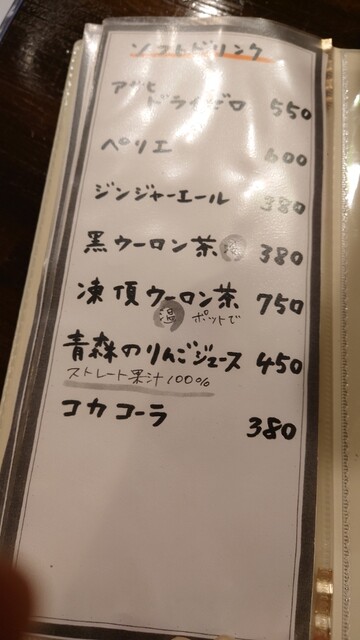 ソフトドリンク
アサヒ
ドライゼロ 550
ペリエ 600
ジンジャーエール 380
黒ウーロン茶 380
凍頂ウーロン茶 750
温 ポットで
青森のりんごジュース 450
ストレート果汁100%
コカコーラ 380